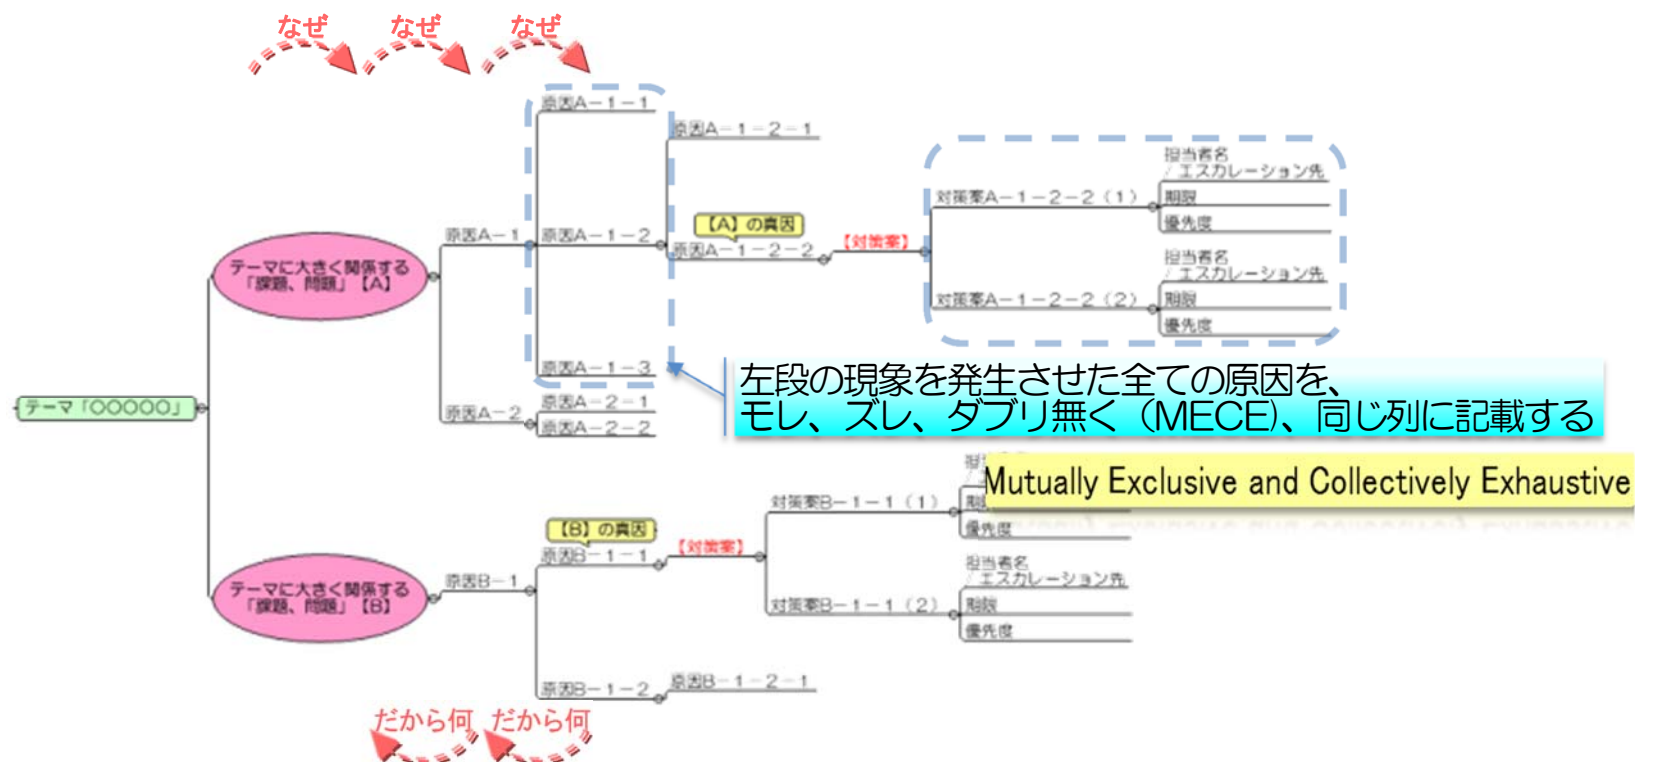 なぜ
なぜ
なぜ
原因A－1－1
原因A－1－2－1
担当者名
/エスカレーション先
対策案A－1－2－2（1）
期限
優先度
【A】の真因
原因A－1
原因A－1－2
原因A－1－2－2
【対策案】
テーマに大きく関係する
「課題、問題」【A】
担当者名
/エスカレーション先
対策案A－1－2－2（2）
期限
優先度
原因A－1－3
左段の現象を発生させた全ての原因を、
モレ、ズレ、ダブリ無く（MECE)、同じ列に記載する
テーマ「〇〇〇〇〇」
原因A－2
原因A－2－1
原因A－2－2
Mutually Exclusive and Collectively Exhaustive
対策案B－1－1（1）
優先度
【B】の真因
原因B－1－1
【対策案】
担当者名
/エスカレーション先
テーマに大きく関係する
「課題、問題」【B】
原因B－1
対策案B－1－1（2）
期限
優先度
原因B－1－2
原因B－1－2－1
だから何
だから何